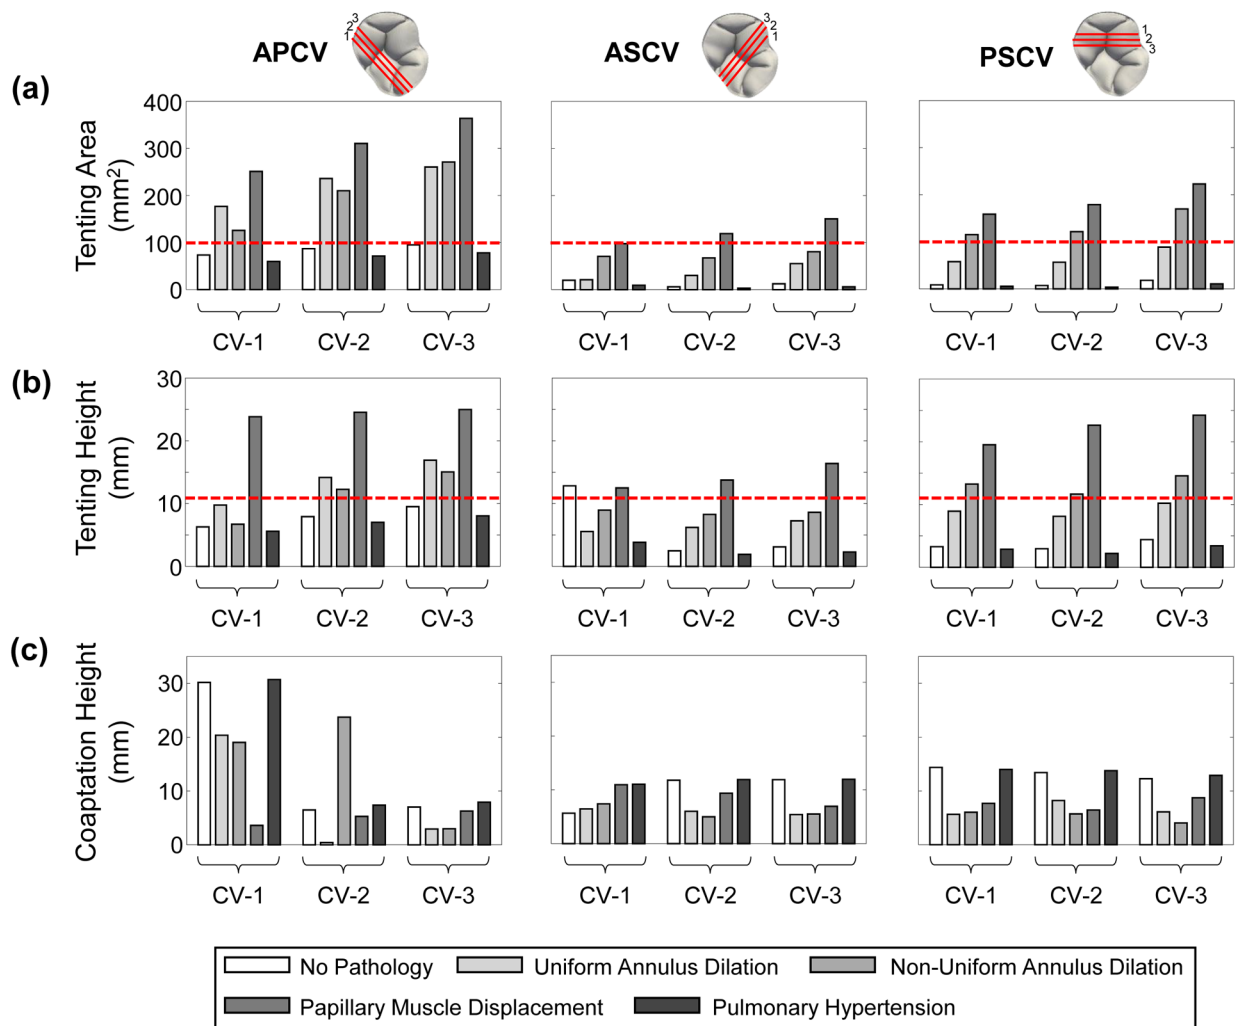 APCV
3
2
1
ASCV
3
2
1
PSCV
1
2
3
(a)
Tenting Area
(mm²)
400
300
200
100
0
CV-1 CV-2 CV-3
CV-1 CV-2 CV-3
CV-1 CV-2 CV-3
(b)
Tenting Height
(mm)
30
20
10
0
CV-1 CV-2 CV-3
CV-1 CV-2 CV-3
CV-1 CV-2 CV-3
(c)
Coaptation Height
(mm)
30
20
10
0
CV-1 CV-2 CV-3
CV-1 CV-2 CV-3
CV-1 CV-2 CV-3
No Pathology Uniform Annulus Dilation Non-Uniform Annulus Dilation
Papillary Muscle Displacement Pulmonary Hypertension